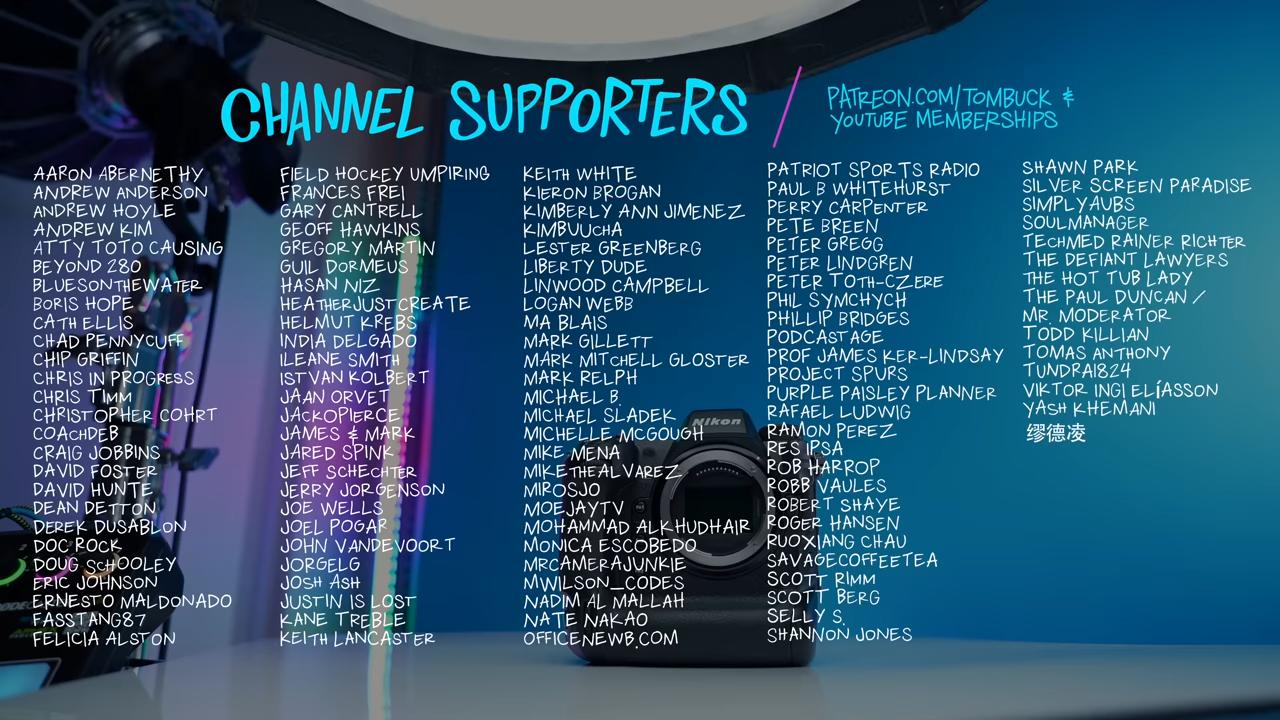 CHANNEL SUPPORTERS /
PATREON.COM/TOMBUCK &
YOUTUBE MEMBERSHIPS
AARON ABERNETHY
ANDREW ANDERSON
ANDREW HOYLE
ANDREW KIM
ATTY TOTO CAUSING
BEYOND 280
BLUESONTHEWATER
BORIS HOPE
CATH ELLIS
CHAD PENNYCUFF
CHIP GRIFFIN
CHRIS IN PROGRESS
CHRIS TIMM
CHRISTOPHER COHRT
COACHDEB
CRAIG JOBBINS
DAVID FOSTER
DAVID HUNTE
DEAN DETTON
DEREK DUSABLON
DOC ROCK
DOUG SCHOOLEY
ERIC JOHNSON
ERNESTO MALDONADO
FASSTANG87
FELICIA ALSTON
FIELD HOCKEY UMPIRING
FRANCES FREI
GARY CANTRELL
GEOFF HAWKINS
GREGORY MARTIN
GUIL DORMEUS
HASAN NIZ
HEATHERJUSTCREATE
HELMUT KREBS
INDIA DELGADO
ILEANE SMITH
ISTVAN KOLBERT
JAAN ORVET
JACKOPIERCE
JAMES & MARK
JARED SPINK
JEFF SCHECHTER
JERRY JORGENSON
JOE WELLS
JOEL POGAR
JOHN VANDEVOORT
JORGELG
JOSH ASH
JUSTIN IS LOST
KANE TREBLE
KEITH LANCASTER
KEITH WHITE
KIERON BROGAN
KIMBERLY ANN JIMENEZ
KIMBUUCHA
LESTER GREENBERG
LIBERTY DUDE
LINWOOD CAMPBELL
LOGAN WEBB
MA BLAIS
MARK GILLETT
MARK MITCHELL GLOSTER
MARK RELPH
MICHAEL B.
MICHAEL SLADEK
MICHELLE MCGOUGH
MIKE MENA
MIKETHEALVAREZ
MIROSJO
MOEJAYTV
MOHAMMAD ALKHUDHAIR
MONICA ESCOBEDO
MRCAMERAJUNKIE
MWILSON_CODES
NADIM AL MALLAH
NATE NAKAO
OFFICENEWB.COM
PATRIOT SPORTS RADIO
PAUL B WHITEHURST
PERRY CARPENTER
PETE BREEN
PETER GREGG
PETER LINDGREN
PETER TOTH-CZERE
PHIL SYMCHYCH
PHILLIP BRIDGES
PODCASTAGE
PROF JAMES KER-LINDSAY
PROJECT SPURS
PURPLE PAISLEY PLANNER
RAFAEL LUDWIG
RAMON PEREZ
RES IPSA
ROB HARROP
ROBB VAULES
ROBERT SHAYE
ROGER HANSEN
RUOXIANG CHAU
SAVAGECOFFEETEA
SCOTT RIMM
SCOTT BERG
SELLY S.
SHANNON JONES
SHAWN PARK
SILVER SCREEN PARADISE
SIMPLYAUBS
SOULMANAGER
TECHMED RAINER RICHTER
THE DEFIANT LAWYERS
THE HOT TUB LADY
THE PAUL DUNCAN /
MR. MODERATOR
TODD KILLIAN
TOMAS ANTHONY
TUNDRA1824
VIKTOR INGI ELÍASSON
YASH KHEMANI
缪德凌
Nikon